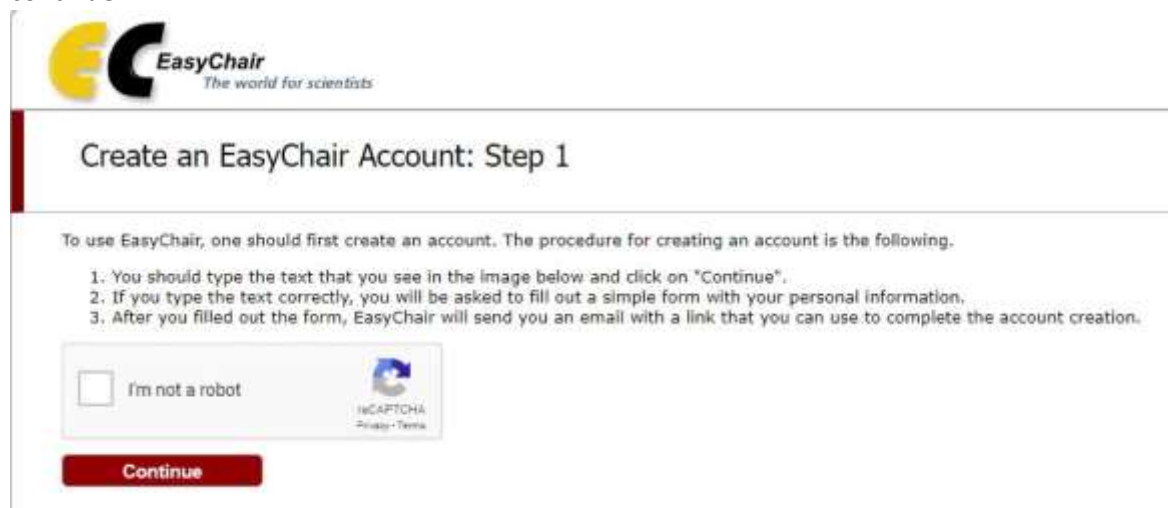 EC
EasyChair
The world for scientists
Create an EasyChair Account: Step 1
To use EasyChair, one should first create an account. The procedure for creating an account is the following.
1. You should type the text that you see in the image below and click on "Continue".
2. If you type the text correctly, you will be asked to fill out a simple form with your personal information.
3. After you filled out the form, EasyChair will send you an email with a link that you can use to complete the account creation.
I'm not a robot
reCAPTCHA
Privacy - Terms
Continue